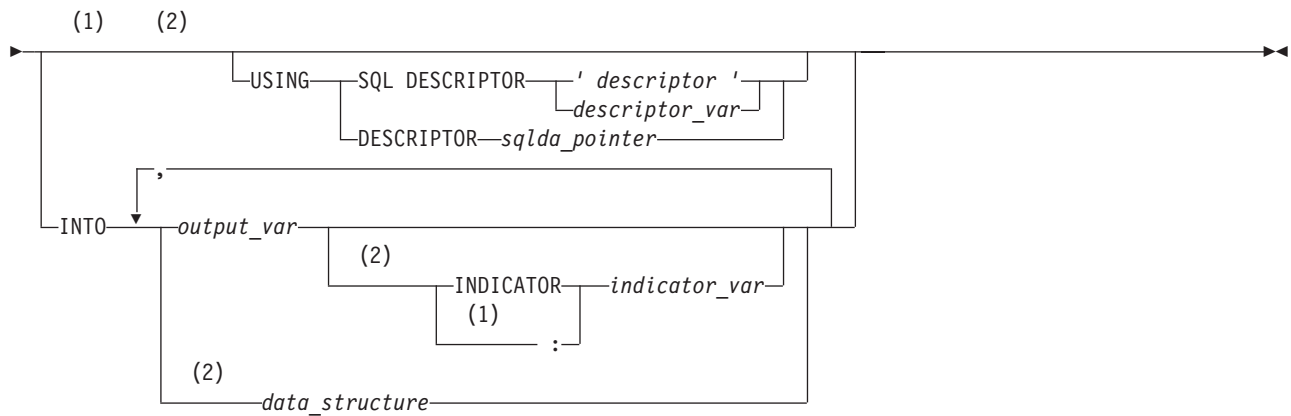 (1) (2)
USING SQL DESCRIPTOR ' descriptor '
descriptor_var
DESCRIPTOR sqlda_pointer
,
INTO output_var
(2)
INDICATOR indicator_var
(1)
:
(2)
data_structure